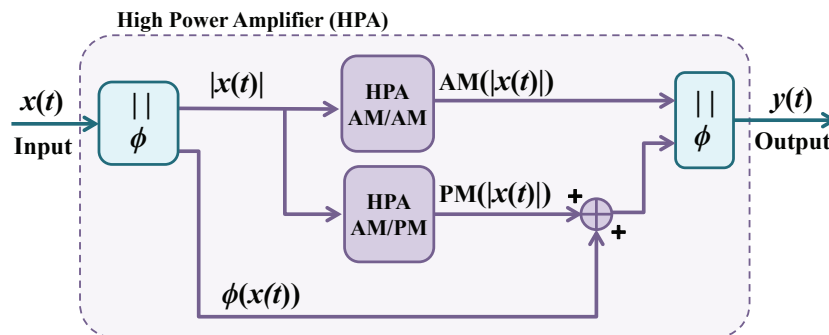 High Power Amplifier (HPA)
x(t)
Input
| |
ϕ
|x(t)|
HPA
AM/AM
AM(|x(t)|)
HPA
AM/PM
PM(|x(t)|)
+
+
ϕ(x(t))
| |
ϕ
y(t)
Output